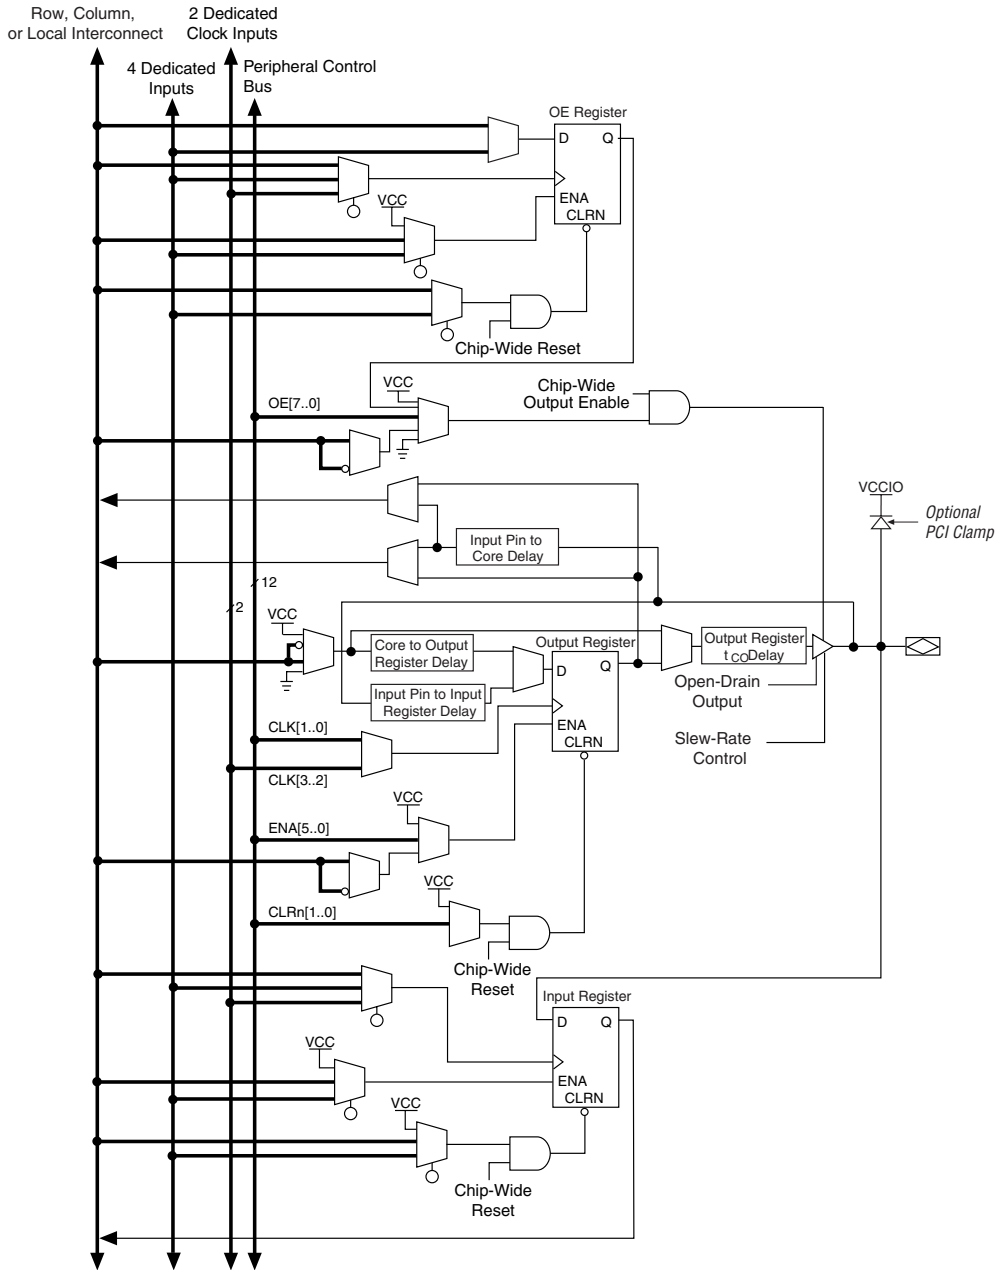 Row, Column,
or Local Interconnect
2 Dedicated
Clock Inputs
4 Dedicated
Inputs
Peripheral Control
Bus
OE Register
D Q
ENA
CLRN
VCC
Chip-Wide Reset
VCC
OE[7..0]
Chip-Wide
Output Enable
VCCIO
Optional
PCI Clamp
Input Pin to
Core Delay
12
2
VCC
Core to Output
Register Delay
Input Pin to Input
Register Delay
Output Register
D Q
ENA
CLRN
Output Register
t CO Delay
Open-Drain
Output
Slew-Rate
Control
CLK[1..0]
CLK[3..2]
VCC
ENA[5..0]
VCC
CLRn[1..0]
Chip-Wide
Reset
Input Register
D Q
ENA
CLRN
VCC
VCC
Chip-Wide
Reset